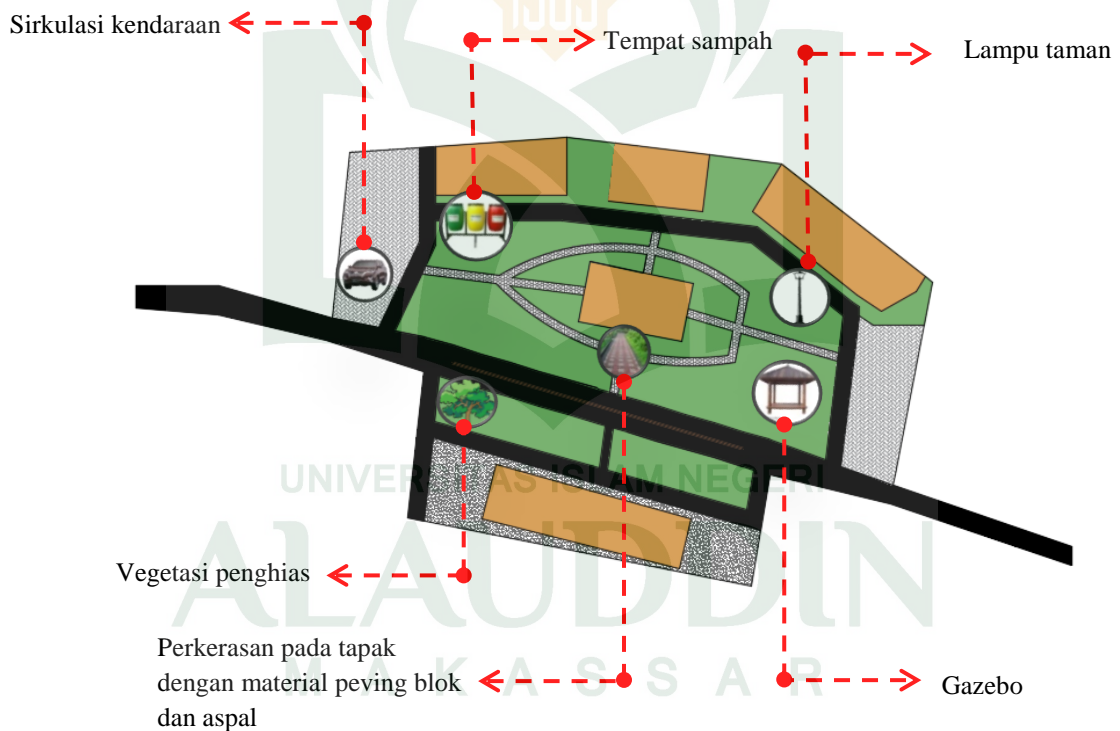 Sirkulasi kendaraan
Tempat sampah
Lampu taman
UNIVERSITAS ISLAM NEGERI
ALAUDDIN
Vegetasi penghias
Perkerasan pada tapak
dengan material peving blok
dan aspal
MAKASSAR
Gazebo